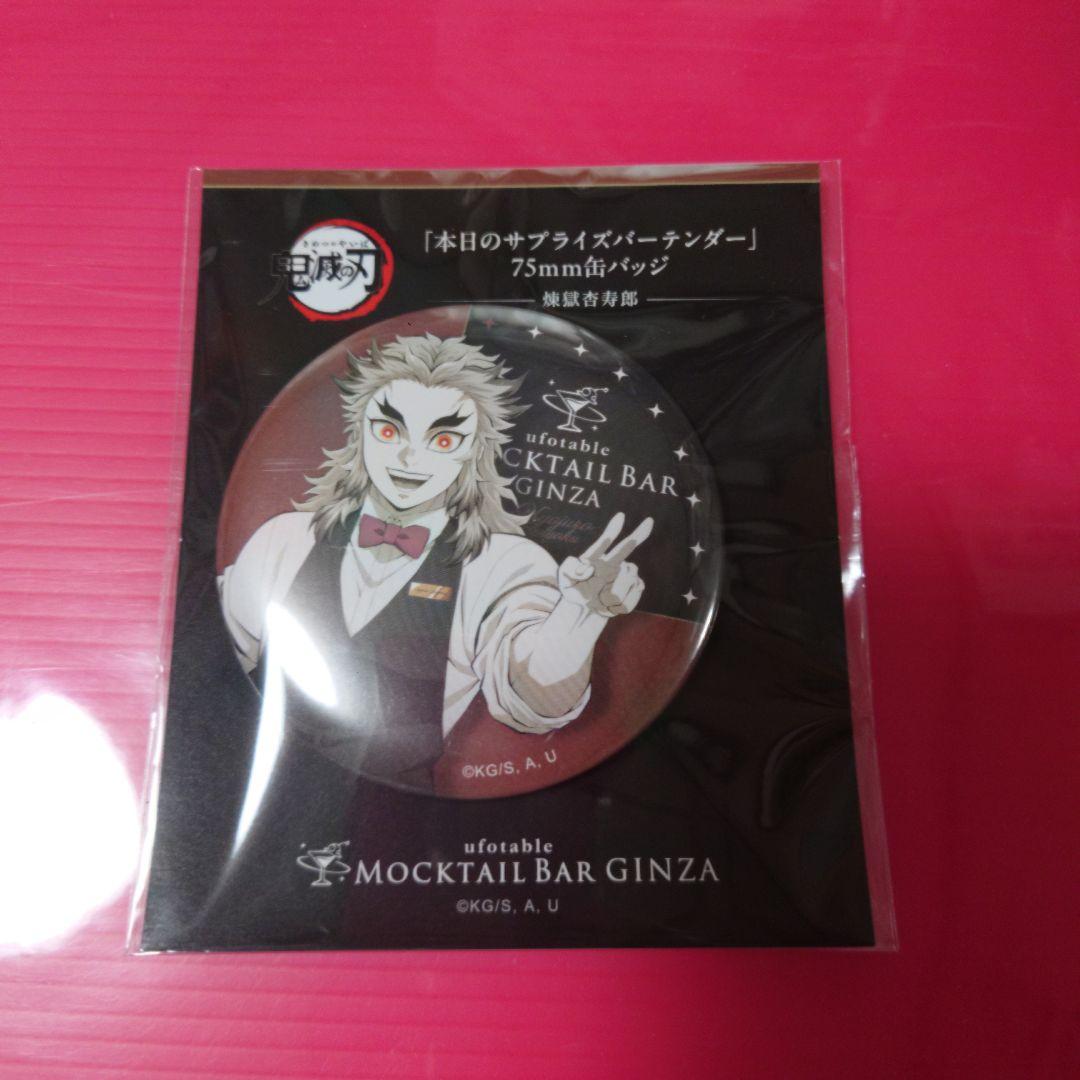 きめつのやいば
鬼滅の刃
「本日のサプライズバーテンダー」
75mm缶バッジ
煉獄杏寿郎
ufotable
CKTAIL BAR
GINZA
©KG/S, A, U
ufotable
MOCKTAIL BAR GINZA
©KG/S, A, U